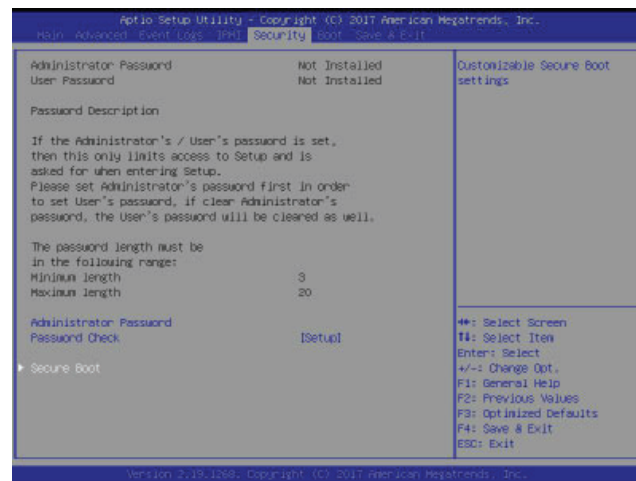 Aptio Setup Utility - Copyright (C) 2017 American Megatrends, Inc.
Main Advanced Event Logs IPMI Security Boot Save & Exit
Administrator Password Not Installed
User Password Not Installed
Password Description
If the Administrator's / User's password is set,
then this only limits access to Setup and is
asked for when entering Setup.
Please set Administrator's password first in order
to set User's password, if clear Administrator's
password, the User's password will be cleared as well.
The password length must be
in the following range:
Minimum length 3
Maximum length 20
Administrator Password
Password Check [Setup]
Secure Boot
Customizable Secure Boot
settings
: Select Screen
: Select Item
Enter: Select
+/-: Change Opt.
F1: General Help
F2: Previous Values
F3: Optimized Defaults
F4: Save & Exit
ESC: Exit
Version 2.19.1268. Copyright (C) 2017 American Megatrends, Inc.